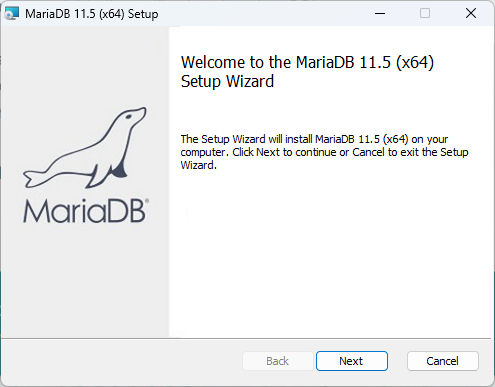 MariaDB 11.5 (x64) Setup
Welcome to the MariaDB 11.5 (x64)
Setup Wizard
The Setup Wizard will install MariaDB 11.5 (x64) on your
computer. Click Next to continue or Cancel to exit the Setup
Wizard.
MariaDB®
Back
Next
Cancel